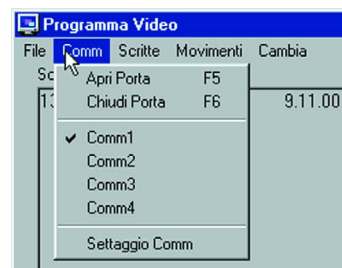 Programma Video
File Comm Scritte Movimenti Cambia
Apri Porta F5
Chiudi Porta F6
9.11.00
Comm1
Comm2
Comm3
Comm4
Settaggio Comm